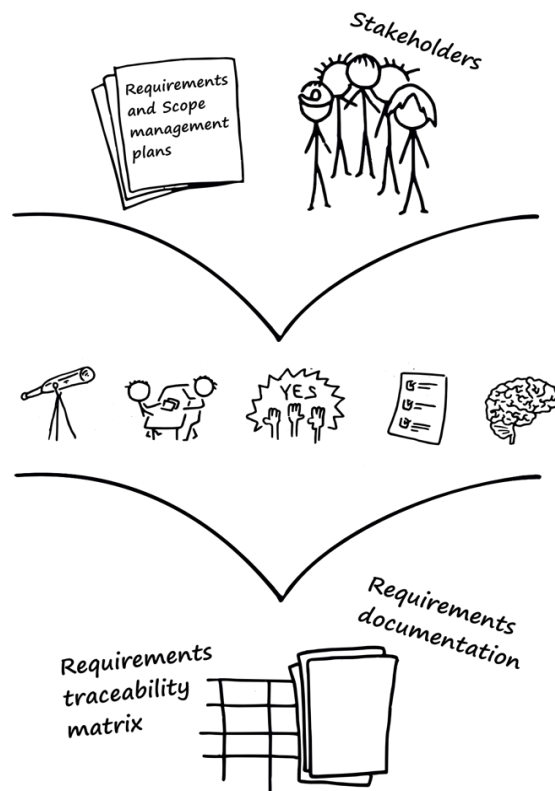 Stakeholders
Requirements
and Scope
management
plans
YES
Requirements
documentation
Requirements
traceability
matrix